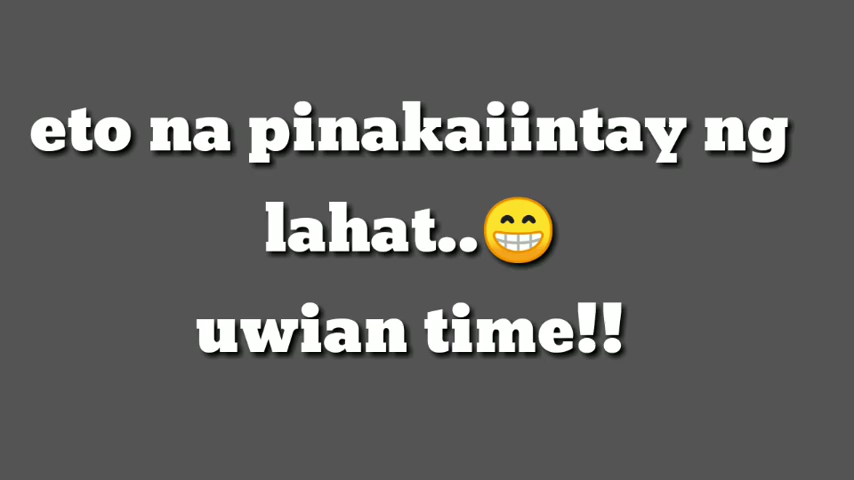 eto na pinakaiintay ng
lahat..😁
uwian time!!